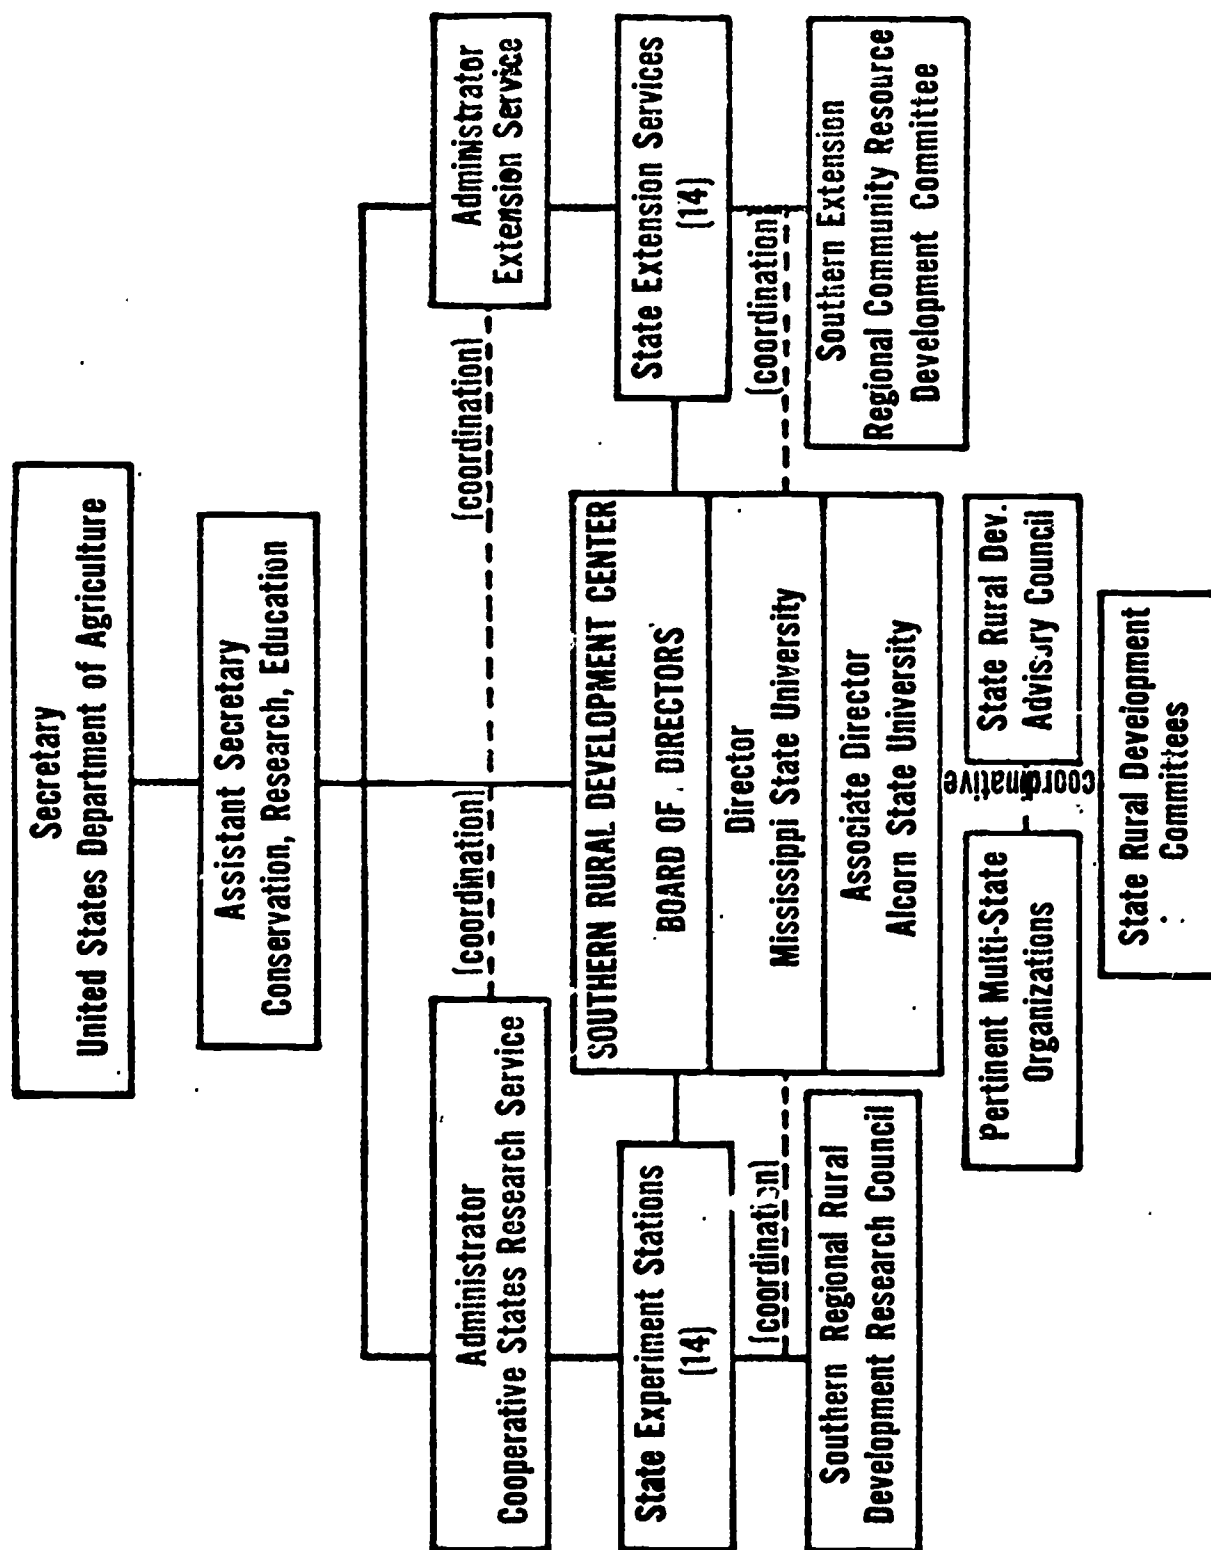 Secretary
United States Department of Agriculture
Assistant Secretary
Conservation, Research, Education
Administrator
Cooperative States Research Service
(coordination)
(coordination)
Administrator
Extension Service
State Experiment Stations
(14)
SOUTHERN RURAL DEVELOPMENT CENTER
BOARD OF DIRECTORS
State Extension Services
(14)
(coordination)
Director
Mississippi State University
(coordination)
Southern Regional Rural
Development Research Council
Associate Director
Alcorn State University
Southern Extension
Regional Community Resource
Development Committee
coordinative
Pertinent Multi-State
Organizations
State Rural Dev.
Advisory Council
State Rural Development
Committees